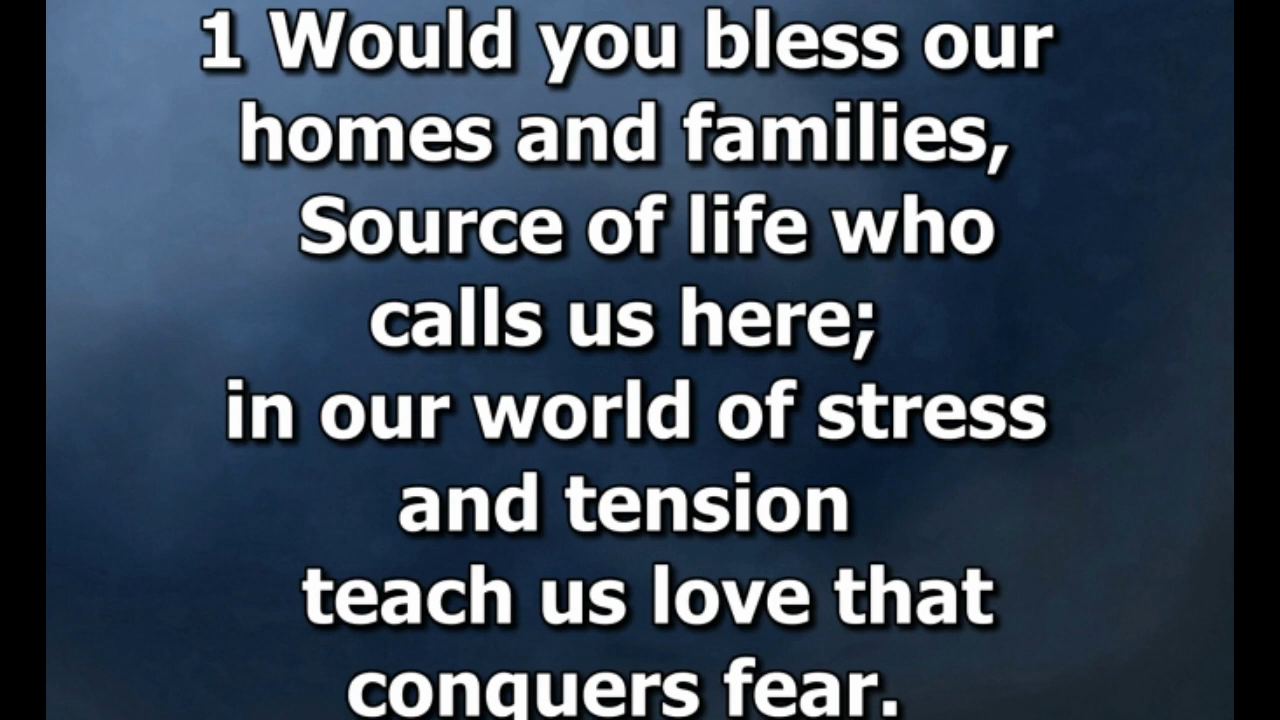 1 Would you bless our
homes and families,
Source of life who
calls us here;
in our world of stress
and tension
teach us love that
conquers fear.